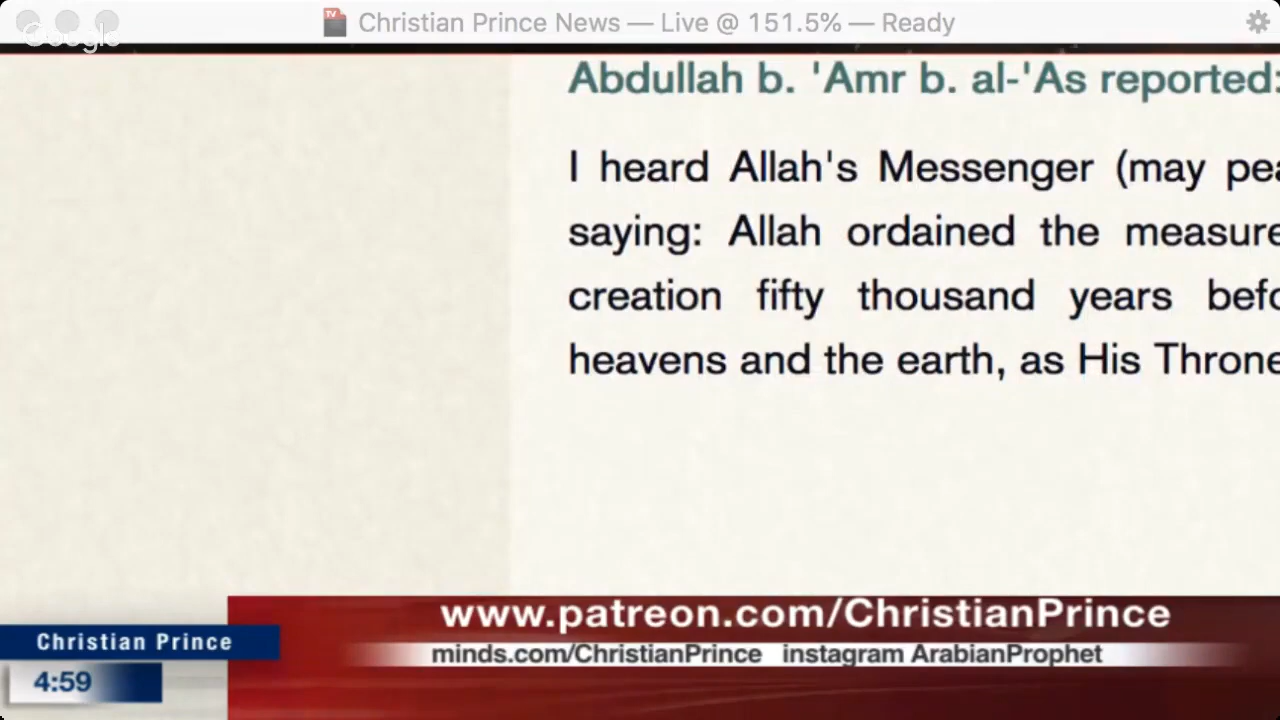 Christian Prince News — Live @ 151.5% — Ready
Google
Abdullah b. 'Amr b. al-'As reported:
I heard Allah's Messenger (may
saying: Allah ordained the
creation fifty thousand years
heavens and the earth, as His Throne
www.patreon.com/ChristianPrince
Christian Prince
minds.com/ChristianPrince instagram ArabianProphet
4:59